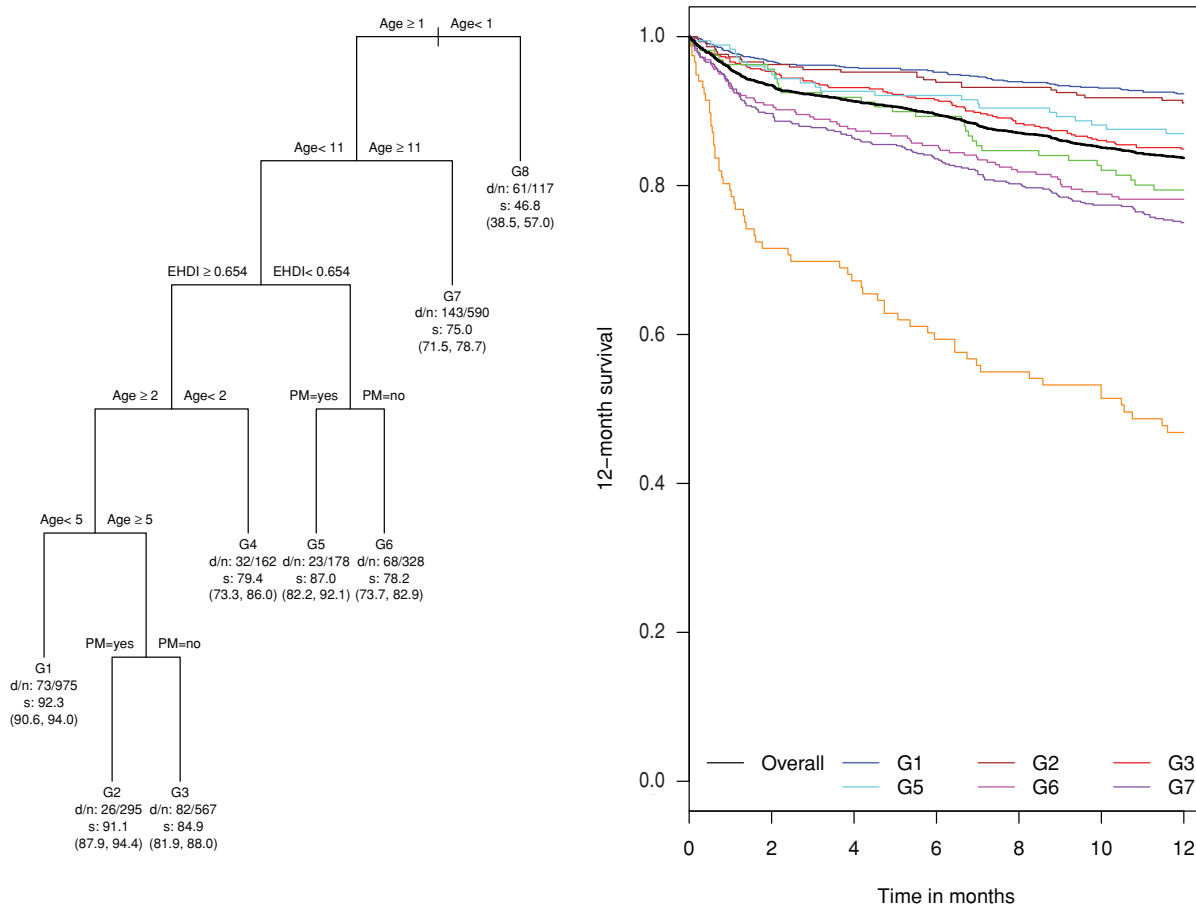 Age ≥ 1 Age< 1
Age< 11 Age ≥ 11
G8
d/n: 61/117
s: 46.8
(38.5, 57.0)
EHDI ≥ 0.654 EHDI< 0.654
G7
d/n: 143/590
s: 75.0
(71.5, 78.7)
Age ≥ 2 Age< 2 PM=yes PM=no
Age< 5 Age ≥ 5
G4 G5 G6
d/n: 32/162 d/n: 23/178 d/n: 68/328
s: 79.4 s: 87.0 s: 78.2
(73.3, 86.0) (82.2, 92.1) (73.7, 82.9)
PM=yes PM=no
G1
d/n: 73/975
s: 92.3
(90.6, 94.0)
G2 G3
d/n: 26/295 d/n: 82/567
s: 91.1 s: 84.9
(87.9, 94.4) (81.9, 88.0)
12−month survival
1.0
0.8
0.6
0.4
0.2
0.0
Overall G1 G2 G3
G5 G6 G7
0 2 4 6 8 10 12
Time in months